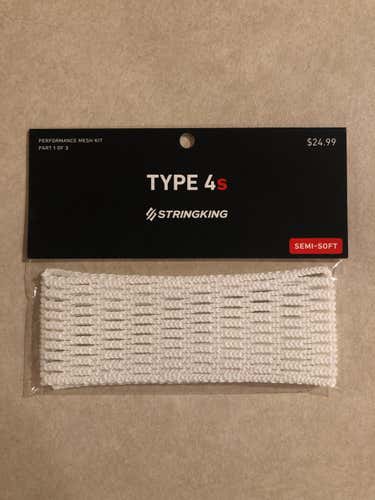 PERFORMANCE MESH KIT
PART 1 OF 3
$24.99
TYPE 4s
STRINGKING
SEMI-SOFT